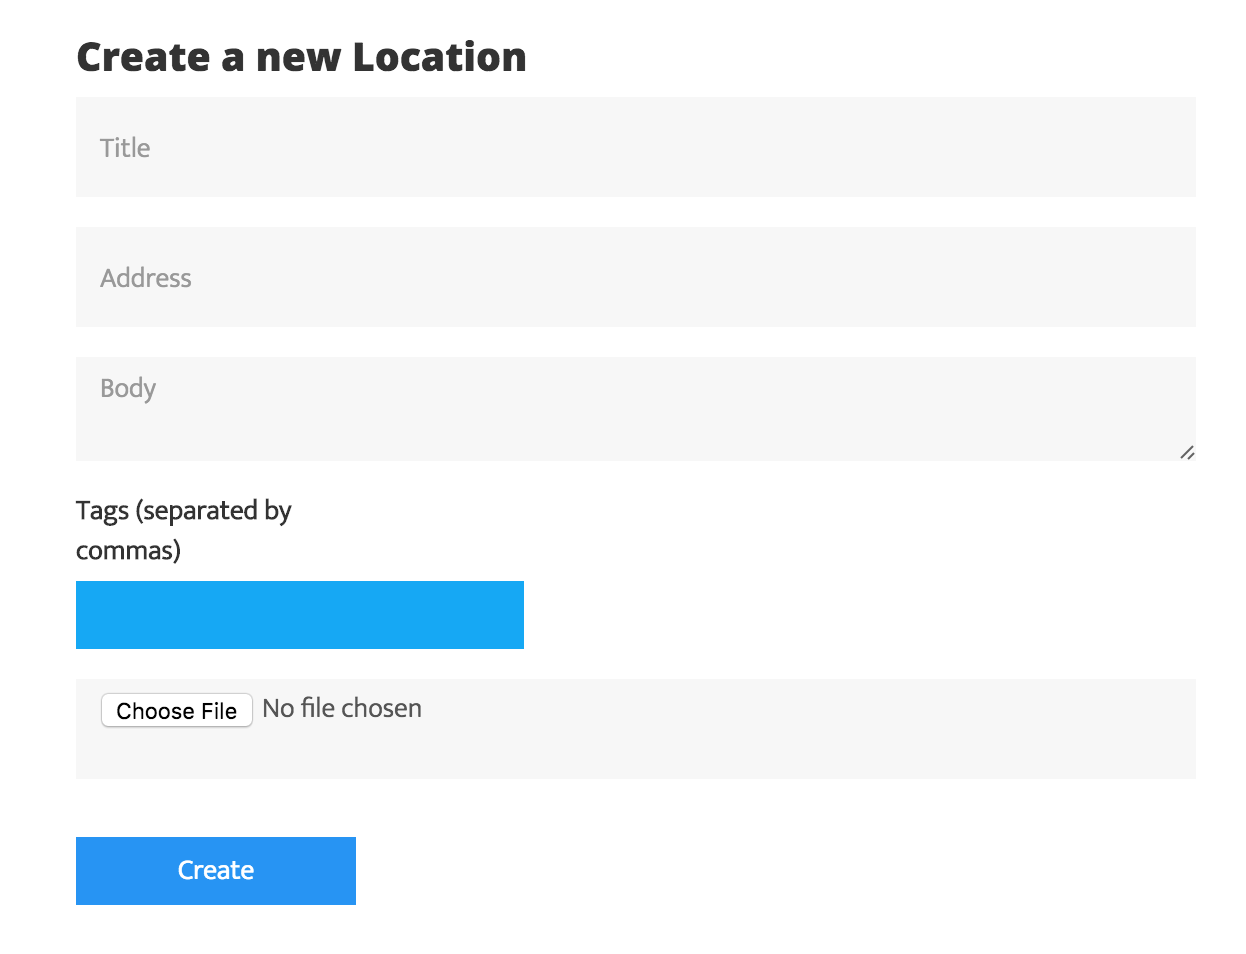 Create a new Location
Title
Address
Body
Tags (separated by
commas)
Choose File No file chosen
Create